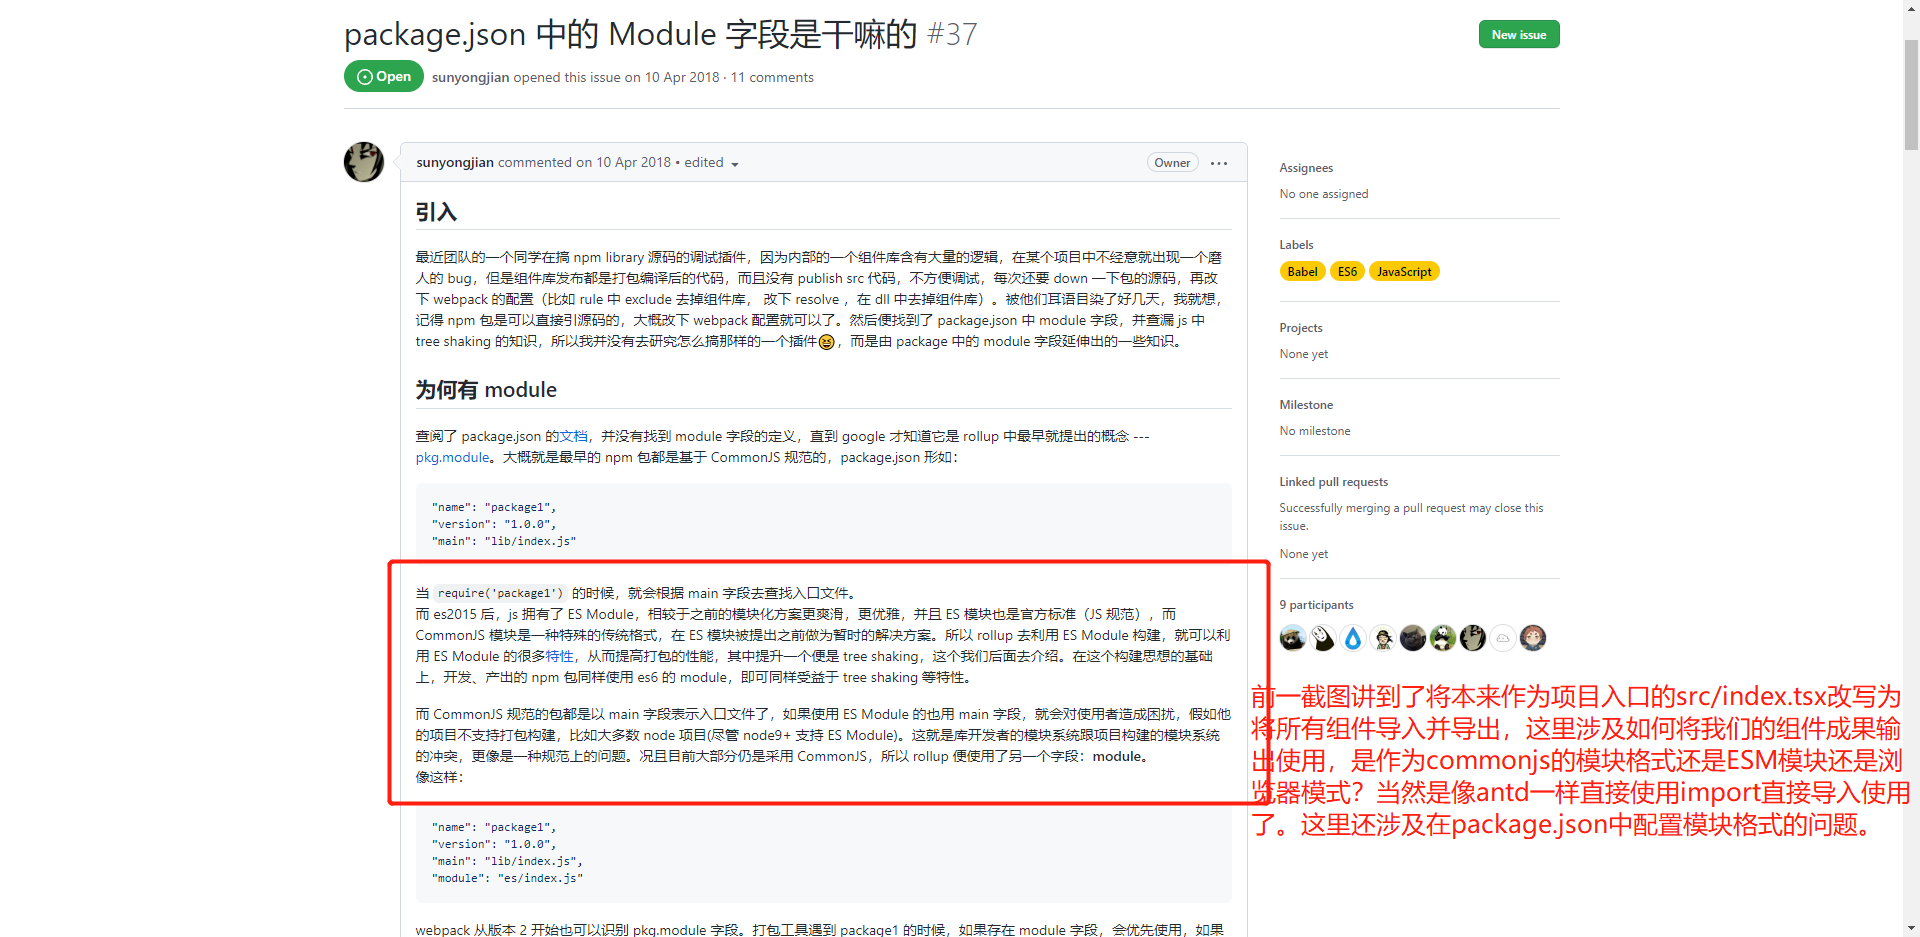 package.json 中的 Module 字段是干嘛的 #37
New issue
Open
sunyongjian opened this issue on 10 Apr 2018 · 11 comments
sunyongjian commented on 10 Apr 2018 • edited
Owner
引入
最近团队的一个同学在搞 npm library 源码的调试插件，因为内部的一个组件库含有大量的逻辑，在某个项目中不经意就出现一个磨
人的 bug，但是组件库发布都是打包编译后的代码，而且没有 publish src 代码，不方便调试，每次还要 down 一下包的源码，再改
下 webpack 的配置（比如 rule 中 exclude 去掉组件库， 改下 resolve ，在 dll 中去掉组件库）。被他们耳语目染了好几天，我就想，
记得 npm 包是可以直接引源码的，大概改下 webpack 配置就可以了。然后便找到了 package.json 中 module 字段，并查漏 js 中
tree shaking 的知识，所以我并没有去研究怎么搞那样的一个插件😆，而是由 package 中的 module 字段延伸出的一些知识。
为何有 module
查阅了 package.json 的文档，并没有找到 module 字段的定义，直到 google 才知道它是 rollup 中最早就提出的概念 ---
pkg.module。大概就是最早的 npm 包都是基于 CommonJS 规范的，package.json 形如：
"name": "package1",
"version": "1.0.0",
"main": "lib/index.js"
当 require('package1') 的时候，就会根据 main 字段去查找入口文件。
而 es2015 后，js 拥有了 ES Module，相较于之前的模块化方案更爽滑，更优雅，并且 ES 模块也是官方标准（JS 规范），而
CommonJS 模块是一种特殊的传统格式，在 ES 模块被提出之前做为暂时的解决方案。所以 rollup 去利用 ES Module 构建，就可以利
用 ES Module 的很多特性，从而提高打包的性能，其中提升一个便是 tree shaking，这个我们后面去介绍。在这个构建思想的基础
上，开发、产出的 npm 包同样使用 es6 的 module，即可同样受益于 tree shaking 等特性。
而 CommonJS 规范的包都是以 main 字段表示入口文件了，如果使用 ES Module 的也用 main 字段，就会对使用者造成困扰，假如他
的项目不支持打包构建，比如大多数 node 项目(尽管 node9+ 支持 ES Module)。这就是库开发者的模块系统跟项目构建的模块系统
的冲突，更像是一种规范上的问题。况且目前大部分仍是采用 CommonJS，所以 rollup 便使用了另一个字段：module。
像这样：
"name": "package1",
"version": "1.0.0",
"main": "lib/index.js",
"module": "es/index.js"
webpack 从版本 2 开始也可以识别 pkg.module 字段。打包工具遇到 package1 的时候，如果存在 module 字段，会优先使用，如果
Assignees
No one assigned
Labels
Babel ES6 JavaScript
Projects
None yet
Milestone
No milestone
Linked pull requests
Successfully merging a pull request may close this
issue.
None yet
9 participants
前一截图讲到了将本来作为项目入口的src/index.tsx改写为
将所有组件导入并导出，这里涉及如何将我们的组件成果输
出使用，是作为commonjs的模块格式还是ESM模块还是浏
览器模式？当然是像antd一样直接使用import直接导入使用
了。这里还涉及在package.json中配置模块格式的问题。